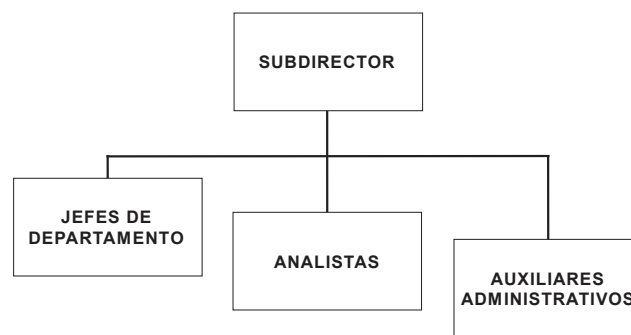 SUBDIRECTOR
JEFES DE
DEPARTAMENTO
ANALISTAS
AUXILIARES
ADMINISTRATIVOS